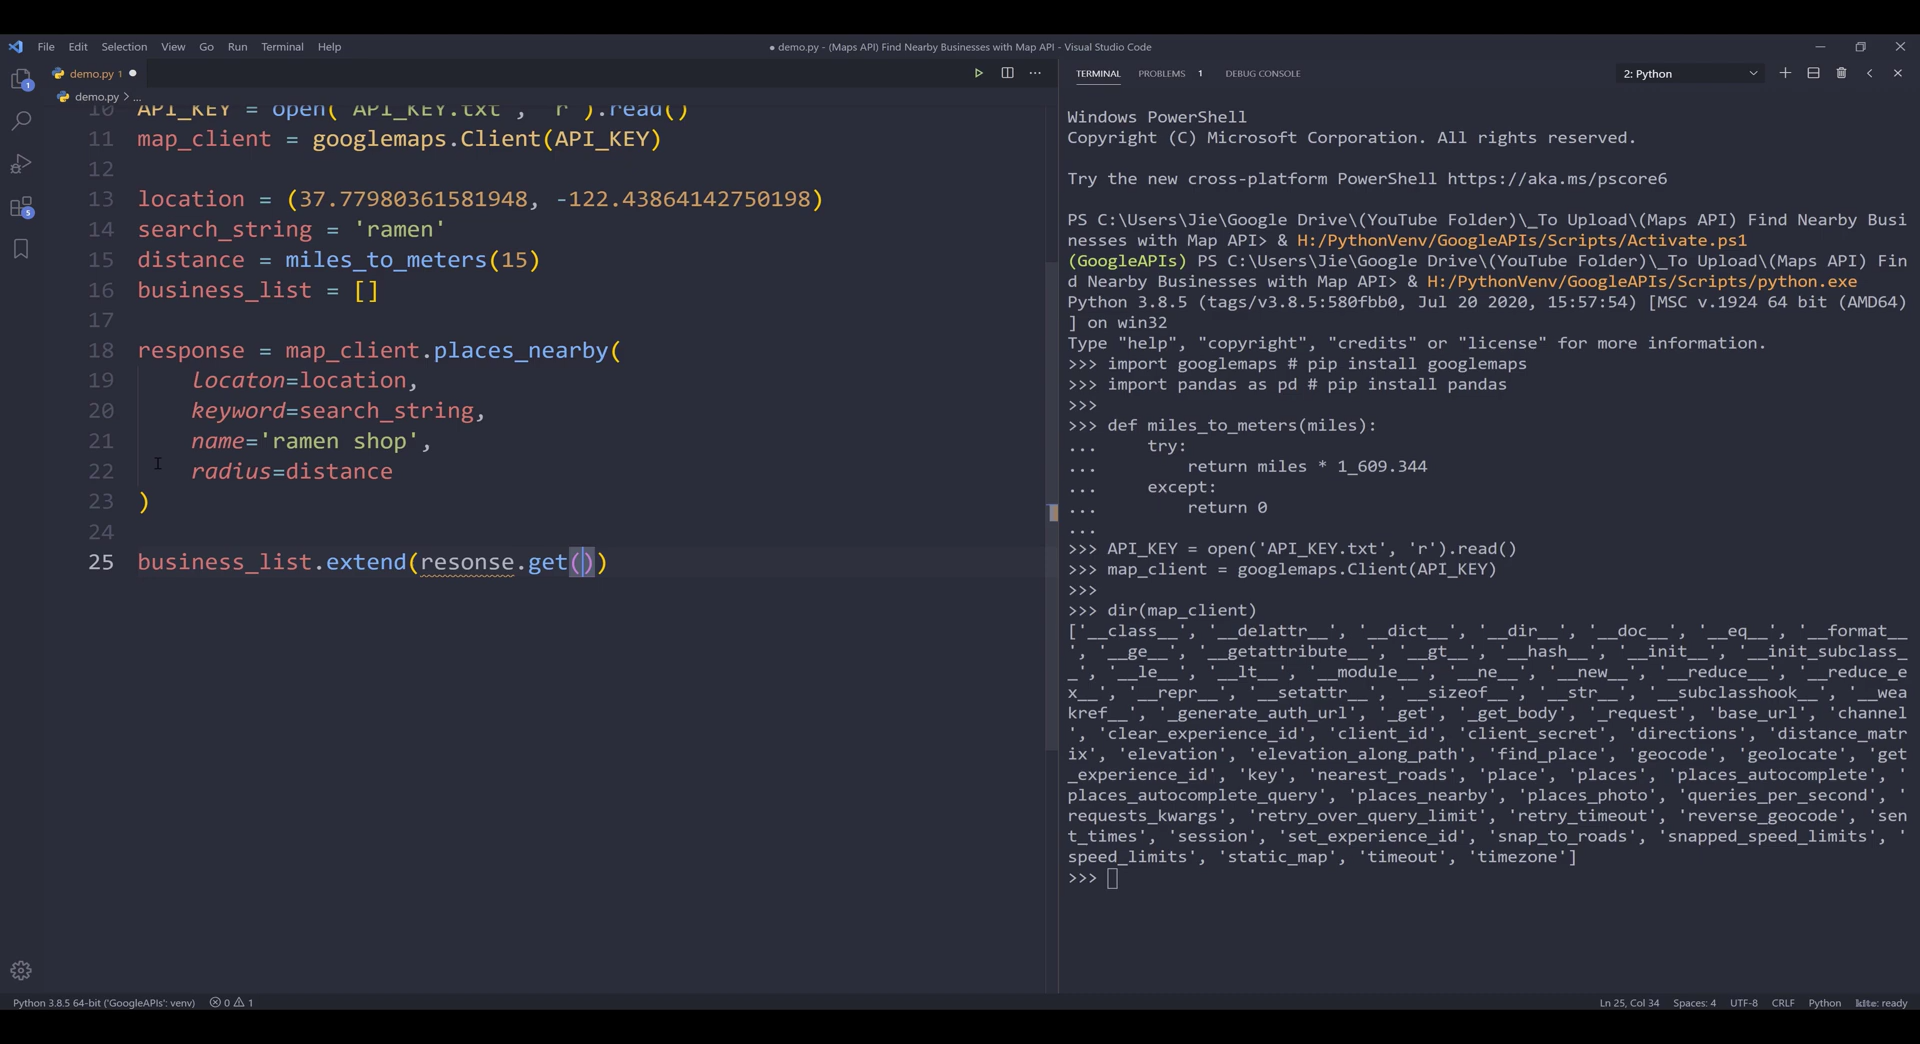 File Edit Selection View Go Run Terminal Help
● demo.py - (Maps API) Find Nearby Businesses with Map API - Visual Studio Code
demo.py 1 ●
demo.py > ...
10 API_KEY = open('API_KEY.txt', 'r').read()
11 map_client = googlemaps.Client(API_KEY)
12
13 location = (37.77980361581948, -122.43864142750198)
14 search_string = 'ramen'
15 distance = miles_to_meters(15)
16 business_list = []
17
18 response = map_client.places_nearby(
19 locaton=location,
20 keyword=search_string,
21 name='ramen shop',
22 radius=distance
23 )
24
25 business_list.extend(resonse.get())
TERMINAL PROBLEMS 1 DEBUG CONSOLE 2: Python
Windows PowerShell
Copyright (C) Microsoft Corporation. All rights reserved.
Try the new cross-platform PowerShell https://aka.ms/pscore6
PS C:\Users\Jie\Google Drive\(YouTube Folder)\_To Upload\(Maps API) Find Nearby Busi
nesses with Map API> & H:/PythonVenv/GoogleAPIs/Scripts/Activate.ps1
(GoogleAPIs) PS C:\Users\Jie\Google Drive\(YouTube Folder)\_To Upload\(Maps API) Fin
d Nearby Businesses with Map API> & H:/PythonVenv/GoogleAPIs/Scripts/python.exe
Python 3.8.5 (tags/v3.8.5:580fbb0, Jul 20 2020, 15:57:54) [MSC v.1924 64 bit (AMD64)
] on win32
Type "help", "copyright", "credits" or "license" for more information.
>>> import googlemaps # pip install googlemaps
>>> import pandas as pd # pip install pandas
>>>
>>> def miles_to_meters(miles):
... try:
... return miles * 1_609.344
... except:
... return 0
...
>>> API_KEY = open('API_KEY.txt', 'r').read()
>>> map_client = googlemaps.Client(API_KEY)
>>>
>>> dir(map_client)
['__class__', '__delattr__', '__dict__', '__dir__', '__doc__', '__eq__', '__format__
', '__ge__', '__getattribute__', '__gt__', '__hash__', '__init__', '__init_subclass_
_', '__le__', '__lt__', '__module__', '__ne__', '__new__', '__reduce__', '__reduce_e
x__', '__repr__', '__setattr__', '__sizeof__', '__str__', '__subclasshook__', '__wea
kref__', '_generate_auth_url', '_get', '_get_body', '_request', 'base_url', 'channel
', 'clear_experience_id', 'client_id', 'client_secret', 'directions', 'distance_matr
ix', 'elevation', 'elevation_along_path', 'find_place', 'geocode', 'geolocate', 'get
_experience_id', 'key', 'nearest_roads', 'place', 'places', 'places_autocomplete', '
places_autocomplete_query', 'places_nearby', 'places_photo', 'queries_per_second', '
requests_kwargs', 'retry_over_query_limit', 'retry_timeout', 'reverse_geocode', 'sen
t_times', 'session', 'set_experience_id', 'snap_to_roads', 'snapped_speed_limits', '
speed_limits', 'static_map', 'timeout', 'timezone']
>>>
Python 3.8.5 64-bit ('GoogleAPIs': venv) 0 1 Ln 25, Col 34 Spaces: 4 UTF-8 CRLF Python kite: ready